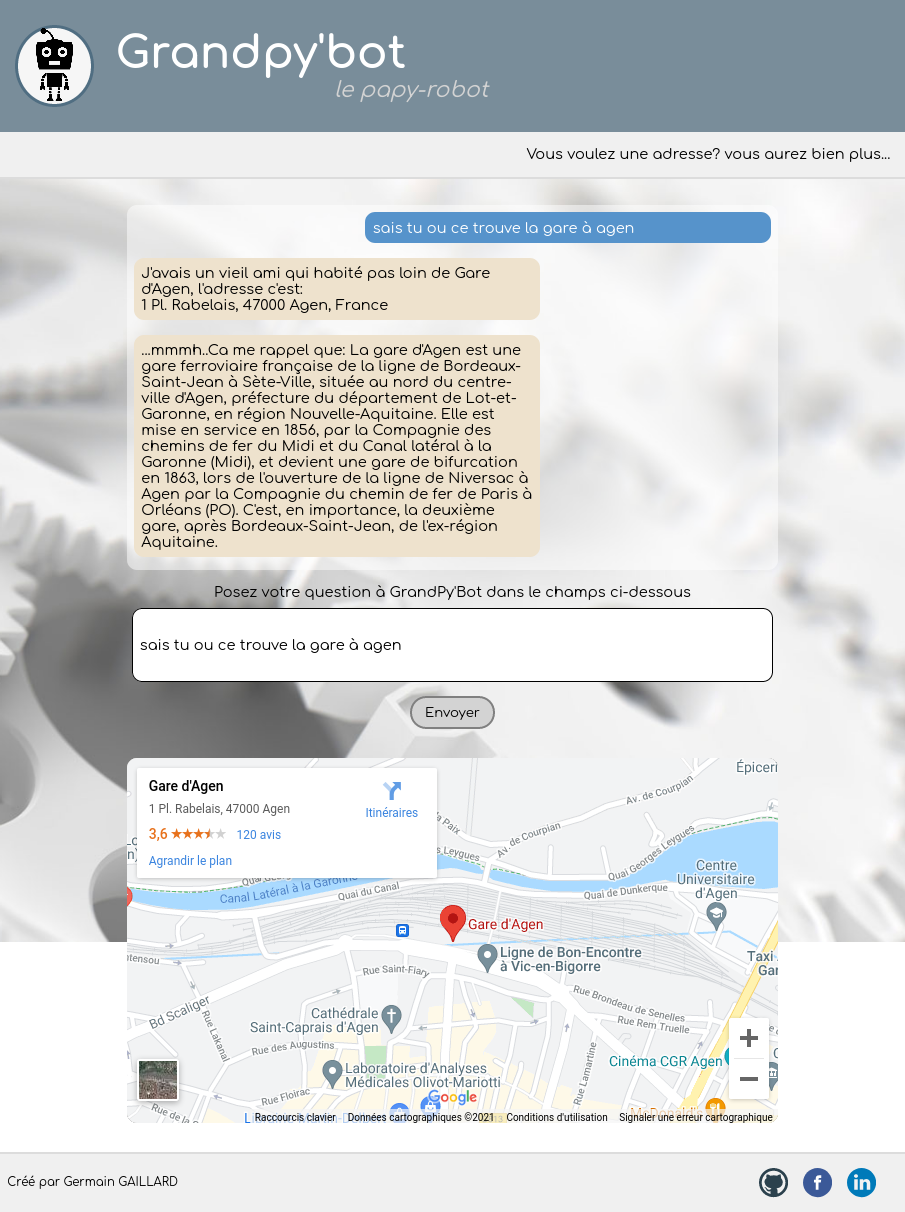 Grandpy'bot
le papy-robot
Vous voulez une adresse? vous aurez bien plus...
sais tu ou ce trouve la gare à agen
J'avais un vieil ami qui habité pas loin de Gare
d'Agen, l'adresse c'est:
1 Pl. Rabelais, 47000 Agen, France
...mmmh..Ca me rappel que: La gare d'Agen est une
gare ferroviaire française de la ligne de Bordeaux-
Saint-Jean à Sète-Ville, située au nord du centre-
ville d'Agen, préfecture du département de Lot-et-
Garonne, en région Nouvelle-Aquitaine. Elle est
mise en service en 1856, par la Compagnie des
chemins de fer du Midi et du Canal latéral à la
Garonne (Midi), et devient une gare de bifurcation
en 1863, lors de l'ouverture de la ligne de Niversac à
Agen par la Compagnie du chemin de fer de Paris à
Orléans (PO). C'est, en importance, la deuxième
gare, après Bordeaux-Saint-Jean, de l'ex-région
Aquitaine.
Posez votre question à GrandPy'Bot dans le champs ci-dessous
sais tu ou ce trouve la gare à agen
Envoyer
Gare d'Agen
1 Pl. Rabelais, 47000 Agen
3,6 120 avis
Agrandir le plan
Itinéraires
Épiceri
Av. de Courpian
Av. de Courpian
Quai Georges Leygues
Leygues
Centre
Universitaire
d'Agen
Quai de Dunkerque
Canal Latéral à la Garonne
Quai du Canal
Gare d'Agen
Ligne de Bon-Encontre
à Vic-en-Bigorre
Taxi
Rue Saint-Fiary
Bd Scaliger
Rue Lakanal
Cathédrale
Saint-Caprais d'Agen
Rue des Augustins
Rue Brondeau de Senelles
Rue Rem Truelle
Cinéma CGR Agen
Rue Lamartine
Laboratoire d'Analyses
Médicales Olivot-Mariotti
Rue Floirac
Google
McDonald's
Raccourcis clavier
Données cartographiques ©2021
Conditions d'utilisation
Signaler une erreur cartographique
Créé par Germain GAILLARD